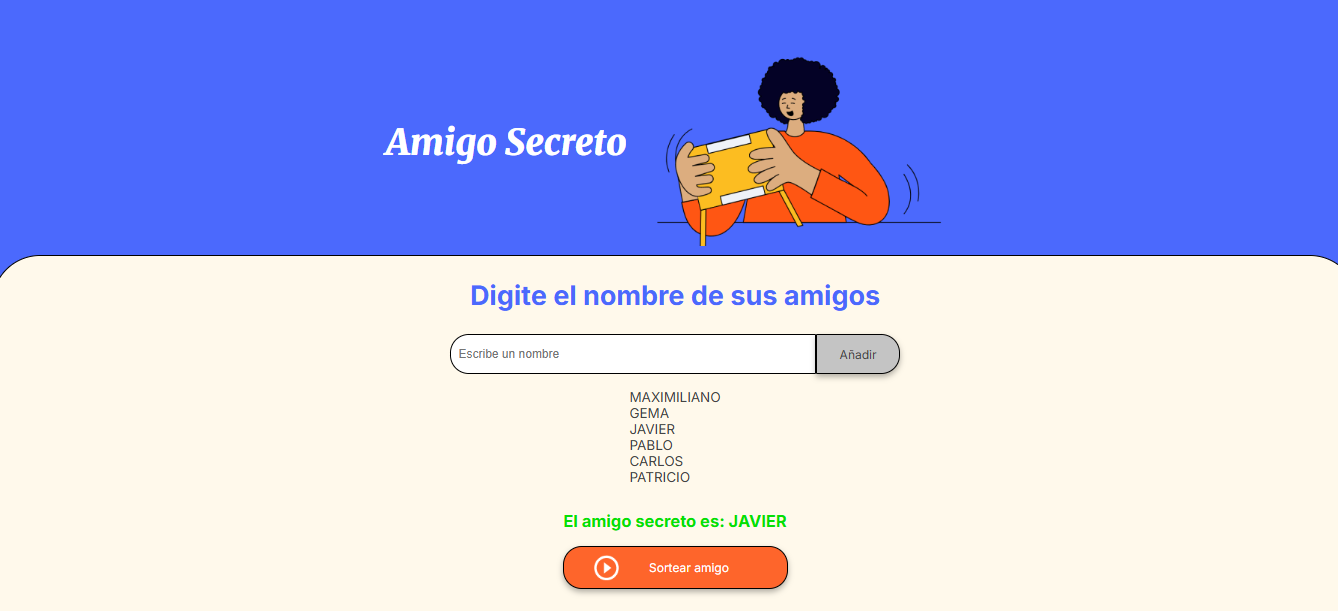 Amigo Secreto
Digite el nombre de sus amigos
Escribe un nombre
Añadir
MAXIMILIANO
GEMA
JAVIER
PABLO
CARLOS
PATRICIO
El amigo secreto es: JAVIER
Sortear amigo